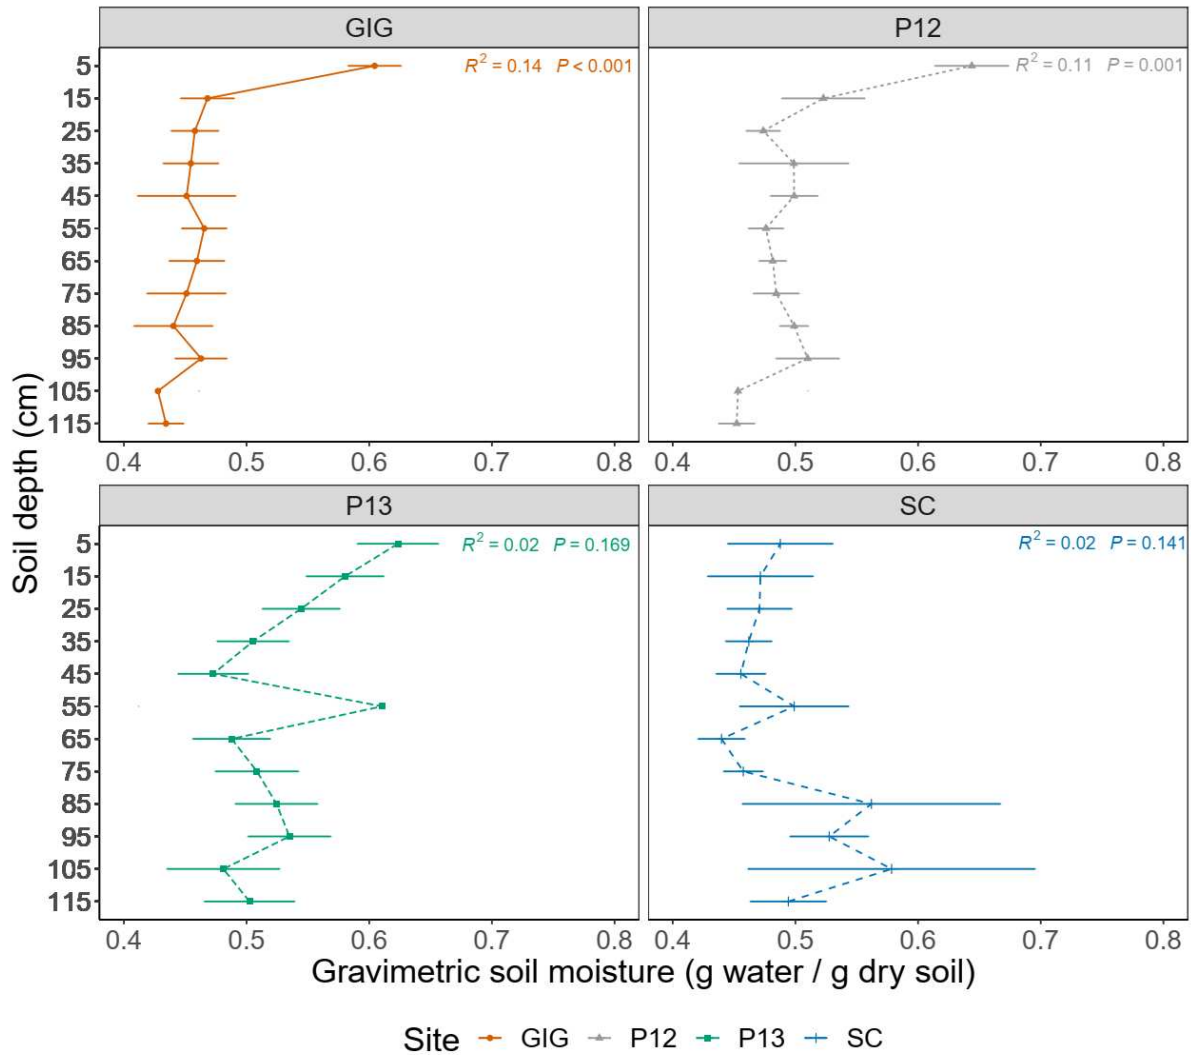 GIG
P12
R² = 0.14 P < 0.001
R² = 0.11 P = 0.001
5
15
25
35
45
55
65
75
85
95
105
115
0.4 0.5 0.6 0.7 0.8
0.4 0.5 0.6 0.7 0.8
Soil depth (cm)
P13
SC
R² = 0.02 P = 0.169
R² = 0.02 P = 0.141
5
15
25
35
45
55
65
75
85
95
105
115
0.4 0.5 0.6 0.7 0.8
0.4 0.5 0.6 0.7 0.8
Gravimetric soil moisture (g water / g dry soil)
Site GIG P12 P13 SC